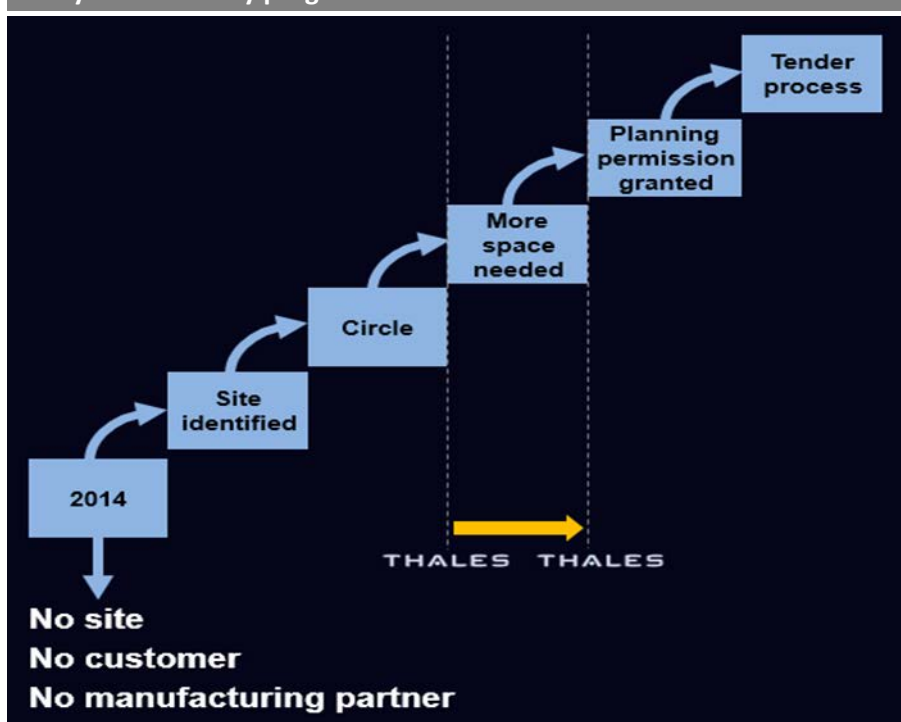 Tender
process
Planning
permission
granted
More
space
needed
Circle
Site
identified
2014
THALES THALES
No site
No customer
No manufacturing partner